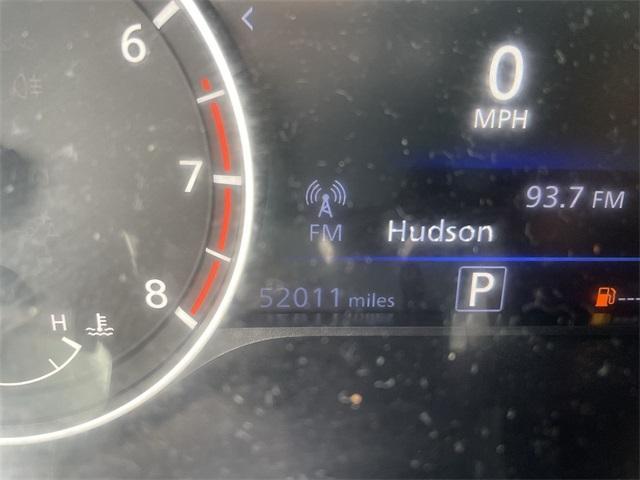 6
7
8
H
0
MPH
93.7 FM
FM
Hudson
52011 miles
P
---